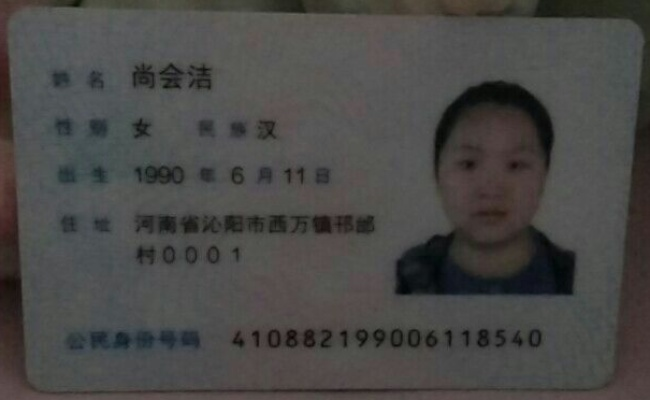 姓名 尚会洁
性别 女 民族 汉
出生 1990 年 6 月 11 日
住址 河南省沁阳市西万镇邘邰
村0001
公民身份号码 410882199006118540